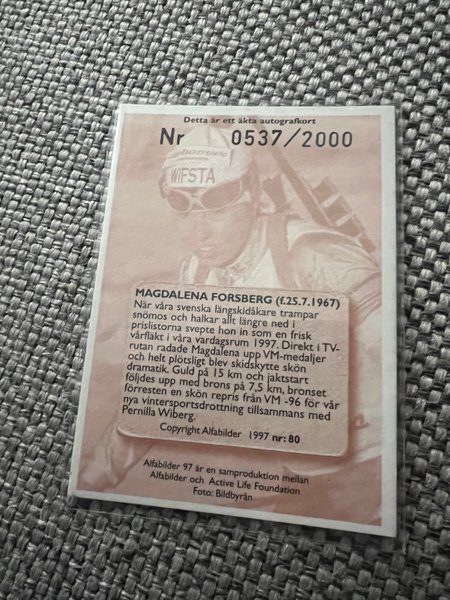 Detta är ett äkta autografkort
Nr 0537/2000
WIFSTA
MAGDALENA FORSBERG (f.25.7.1967)
När våra svenska längskidåkare trampar
snömos och halkar allt längre ned i
prislistorna svepte hon in som en frisk
vårfläkt i våra vardagsrum 1997. Direkt i TV-
rutan radade Magdalena upp VM-medaljer
och helt plötsligt blev skidskytte skön
dramatik. Guld på 15 km och jaktstart
följdes upp med brons på 7,5 km, bronset
förresten en skön repris från VM -96 för vår
nya vintersportsdrottning tillsammans med
Pernilla Wiberg.
Copyright Alfabilder 1997 nr: 80
Alfabilder 97 är en samproduktion mellan
Alfabilder och Active Life Foundation
Foto: Bildbyrån